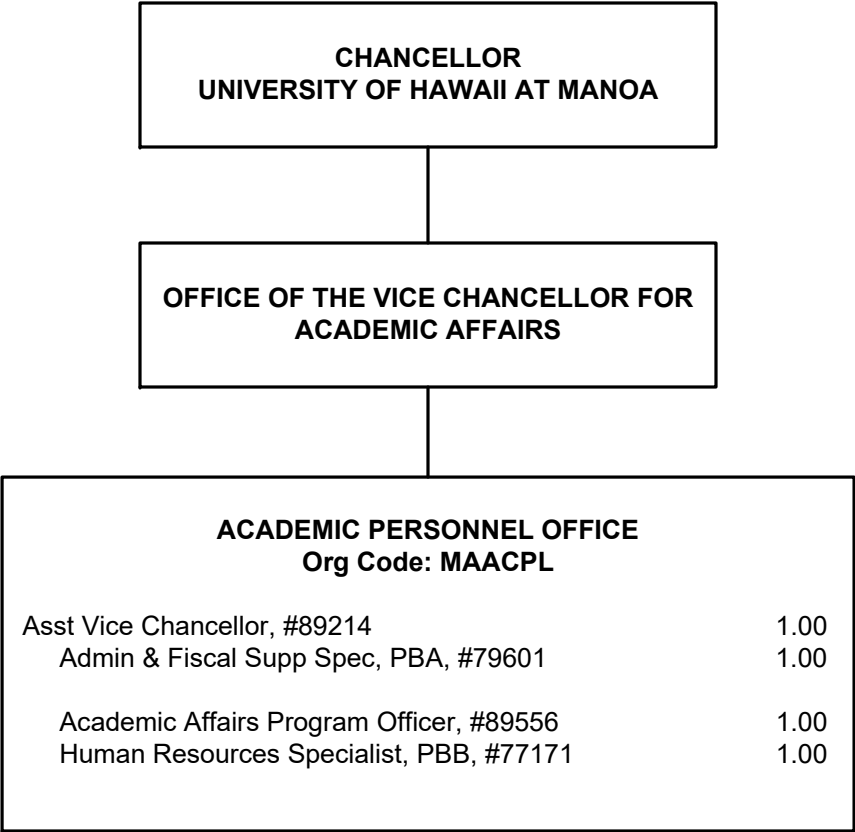 CHANCELLOR
UNIVERSITY OF HAWAII AT MANOA
OFFICE OF THE VICE CHANCELLOR FOR
ACADEMIC AFFAIRS
ACADEMIC PERSONNEL OFFICE
Org Code: MAACPL
Asst Vice Chancellor, #89214 1.00
Admin & Fiscal Supp Spec, PBA, #79601 1.00
Academic Affairs Program Officer, #89556 1.00
Human Resources Specialist, PBB, #77171 1.00